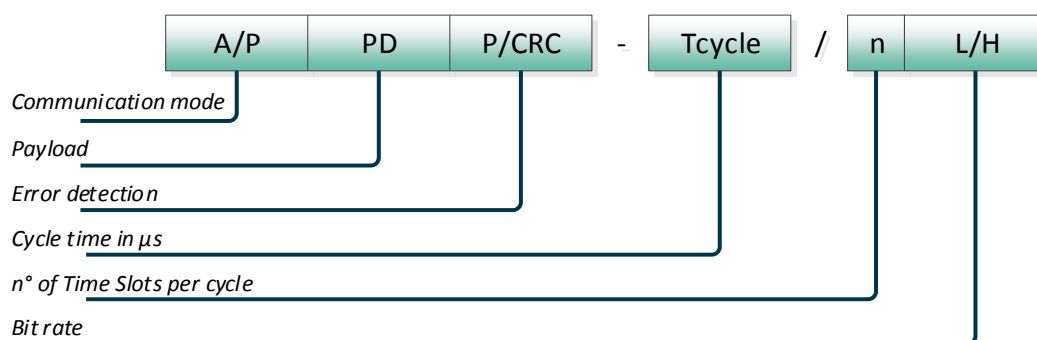 A/P PD P/CRC - Tcycle / n L/H
Communication mode
Payload
Error detection
Cycle time in µs
n° of Time Slots per cycle
Bit rate